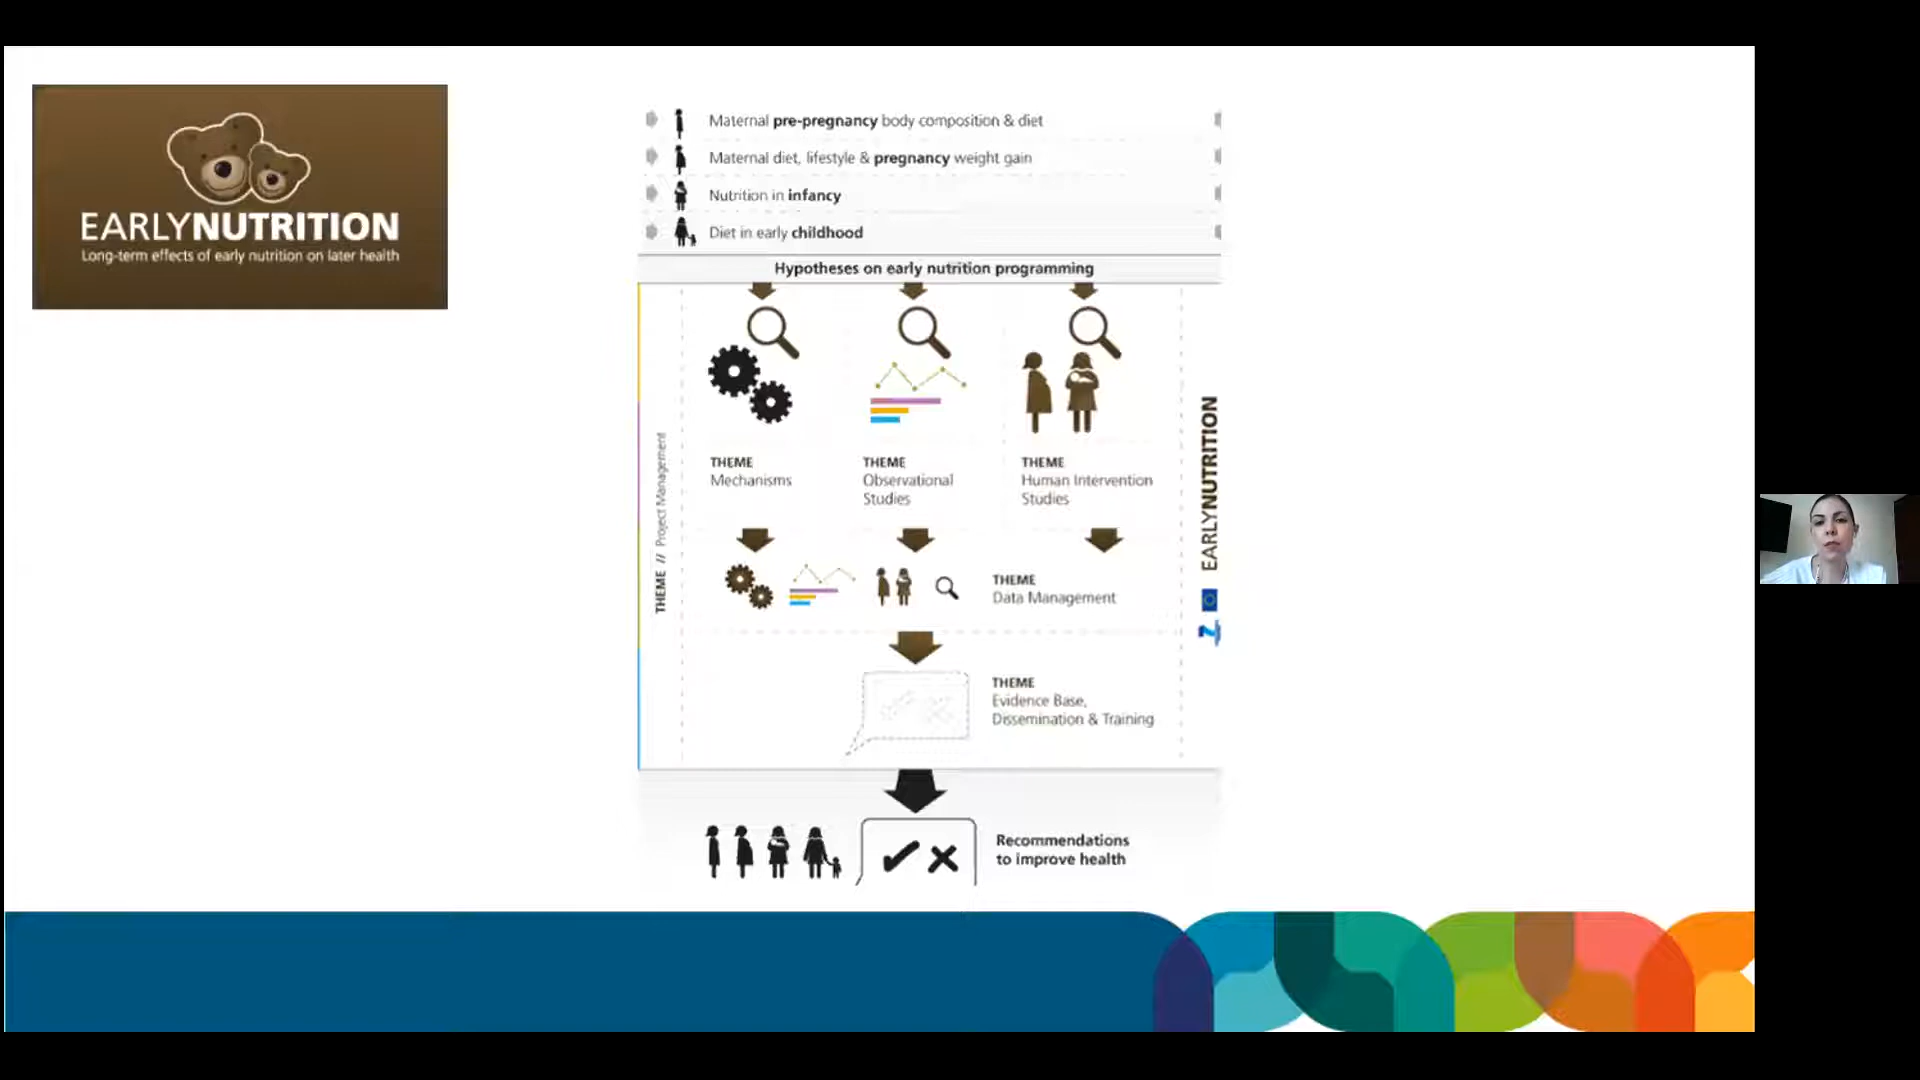 EARLYNUTRITION
Long-term effects of early nutrition on later health
Maternal pre-pregnancy body composition & diet
Maternal diet, lifestyle & pregnancy weight gain
Nutrition in infancy
Diet in early childhood
Hypotheses on early nutrition programming
THEME // Project Management
THEME
Mechanisms
THEME
Observational
Studies
THEME
Human Intervention
Studies
THEME
Data Management
THEME
Evidence Base,
Dissemination & Training
EARLYNUTRITION
Recommendations
to improve health